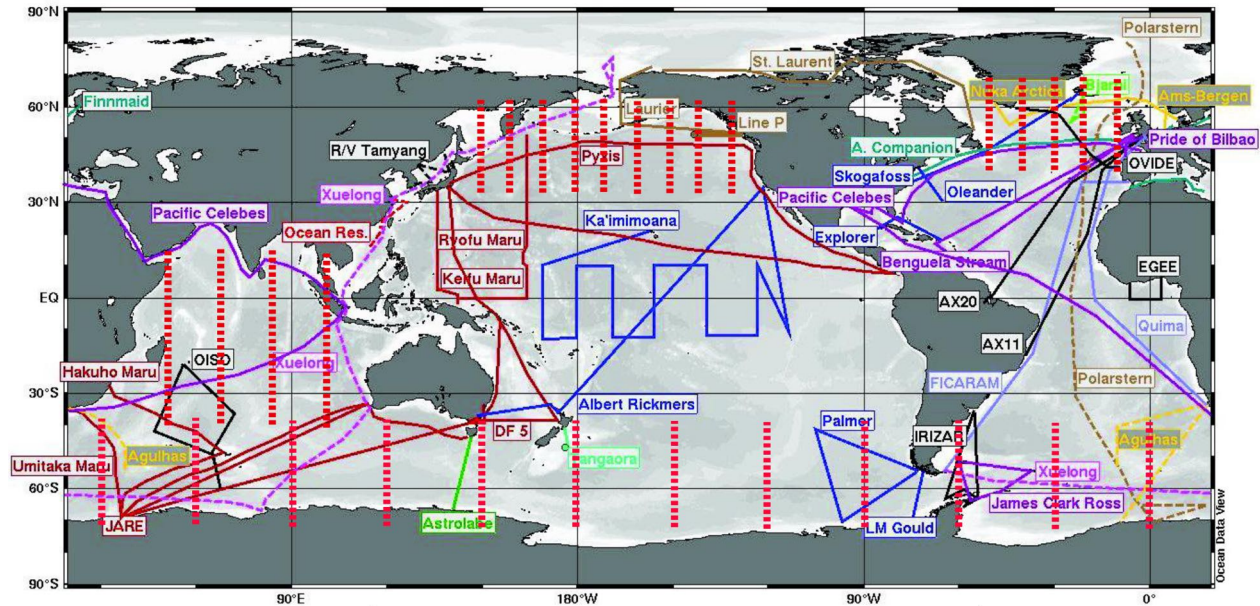 90°N
Polarstern
St. Laurent
Finnmaid
60°N
Laurier
Line P
Nuka Arctica
Bjarni
Ams-Bergen
R/V Tamyang
Pyxis
A. Companion
Pride of Bilbao
OVIDE
Xuelong
Skogafoss
Oleander
30°N
Pacific Celebes
Pacific Celebes
Ocean Res.
Ryofu Maru
Ka'imimoana
Explorer
Benguela Stream
Keifu Maru
EGEE
EQ
AX20
Quima
AX11
OISO
Xuelong
Hakuho Maru
FICARAM
Polarstern
30°S
Albert Rickmers
DF 5
Palmer
IRIZAR
Agulhas
Agulhas
Umitaka Maru
Tangaora
Xuelong
60°S
JARE
Astrolabe
LM Gould
James Clark Ross
90°S
90°E
180°W
90°W
0°
Ocean Data View